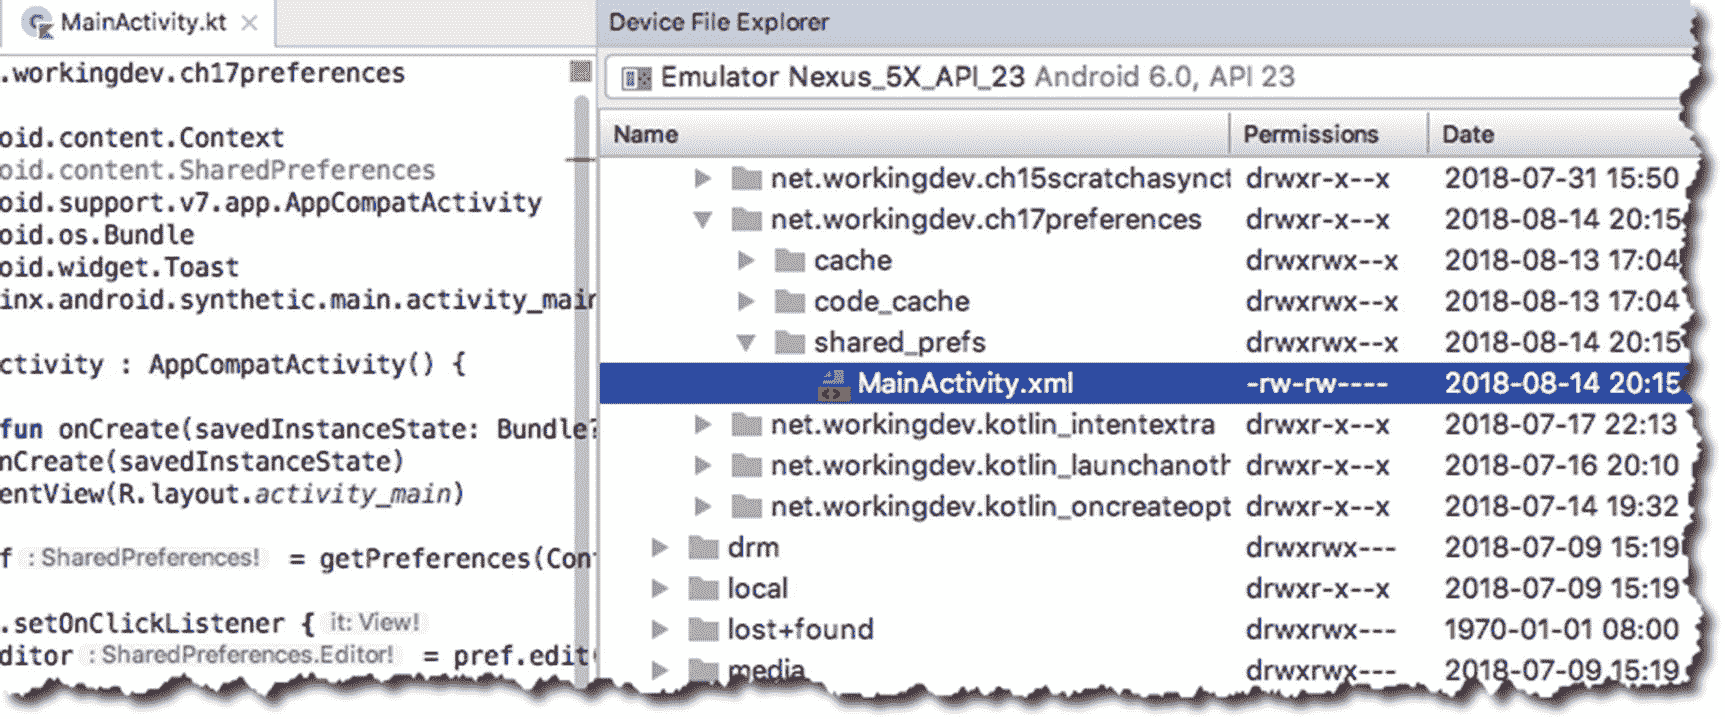 MainActivity.kt
.workingdev.ch17preferences
oid.content.Context
oid.content.SharedPreferences
oid.support.v7.app.AppCompatActivity
oid.os.Bundle
oid.widget.Toast
inx.android.synthetic.main.activity_main
ctivity : AppCompatActivity() {
fun onCreate(savedInstanceState: Bundle?
nCreate(savedInstanceState)
entView(R.layout.activity_main)
f : SharedPreferences! = getPreferences(Con
.setOnClickListener { it: View!
ditor : SharedPreferences.Editor! = pref.edit(
Device File Explorer
Emulator Nexus_5X_API_23 Android 6.0, API 23
Name Permissions Date
net.workingdev.ch15scratchasynct drwxr-x--x 2018-07-31 15:50
net.workingdev.ch17preferences drwxr-x--x 2018-08-14 20:15
cache drwxrwx--x 2018-08-13 17:04
code_cache drwxrwx--x 2018-08-13 17:04
shared_prefs drwxrwx--x 2018-08-14 20:15
MainActivity.xml -rw-rw---- 2018-08-14 20:15
net.workingdev.kotlin_intentextra drwxr-x--x 2018-07-17 22:13
net.workingdev.kotlin_launchanoth drwxr-x--x 2018-07-16 20:10
net.workingdev.kotlin_oncreateopt drwxr-x--x 2018-07-14 19:32
drm drwxrwx--- 2018-07-09 15:19
local drwxr-x--x 2018-07-09 15:19
lost+found drwxrwx--- 1970-01-01 08:00
media drwxrwx--- 2018-07-09 15:19